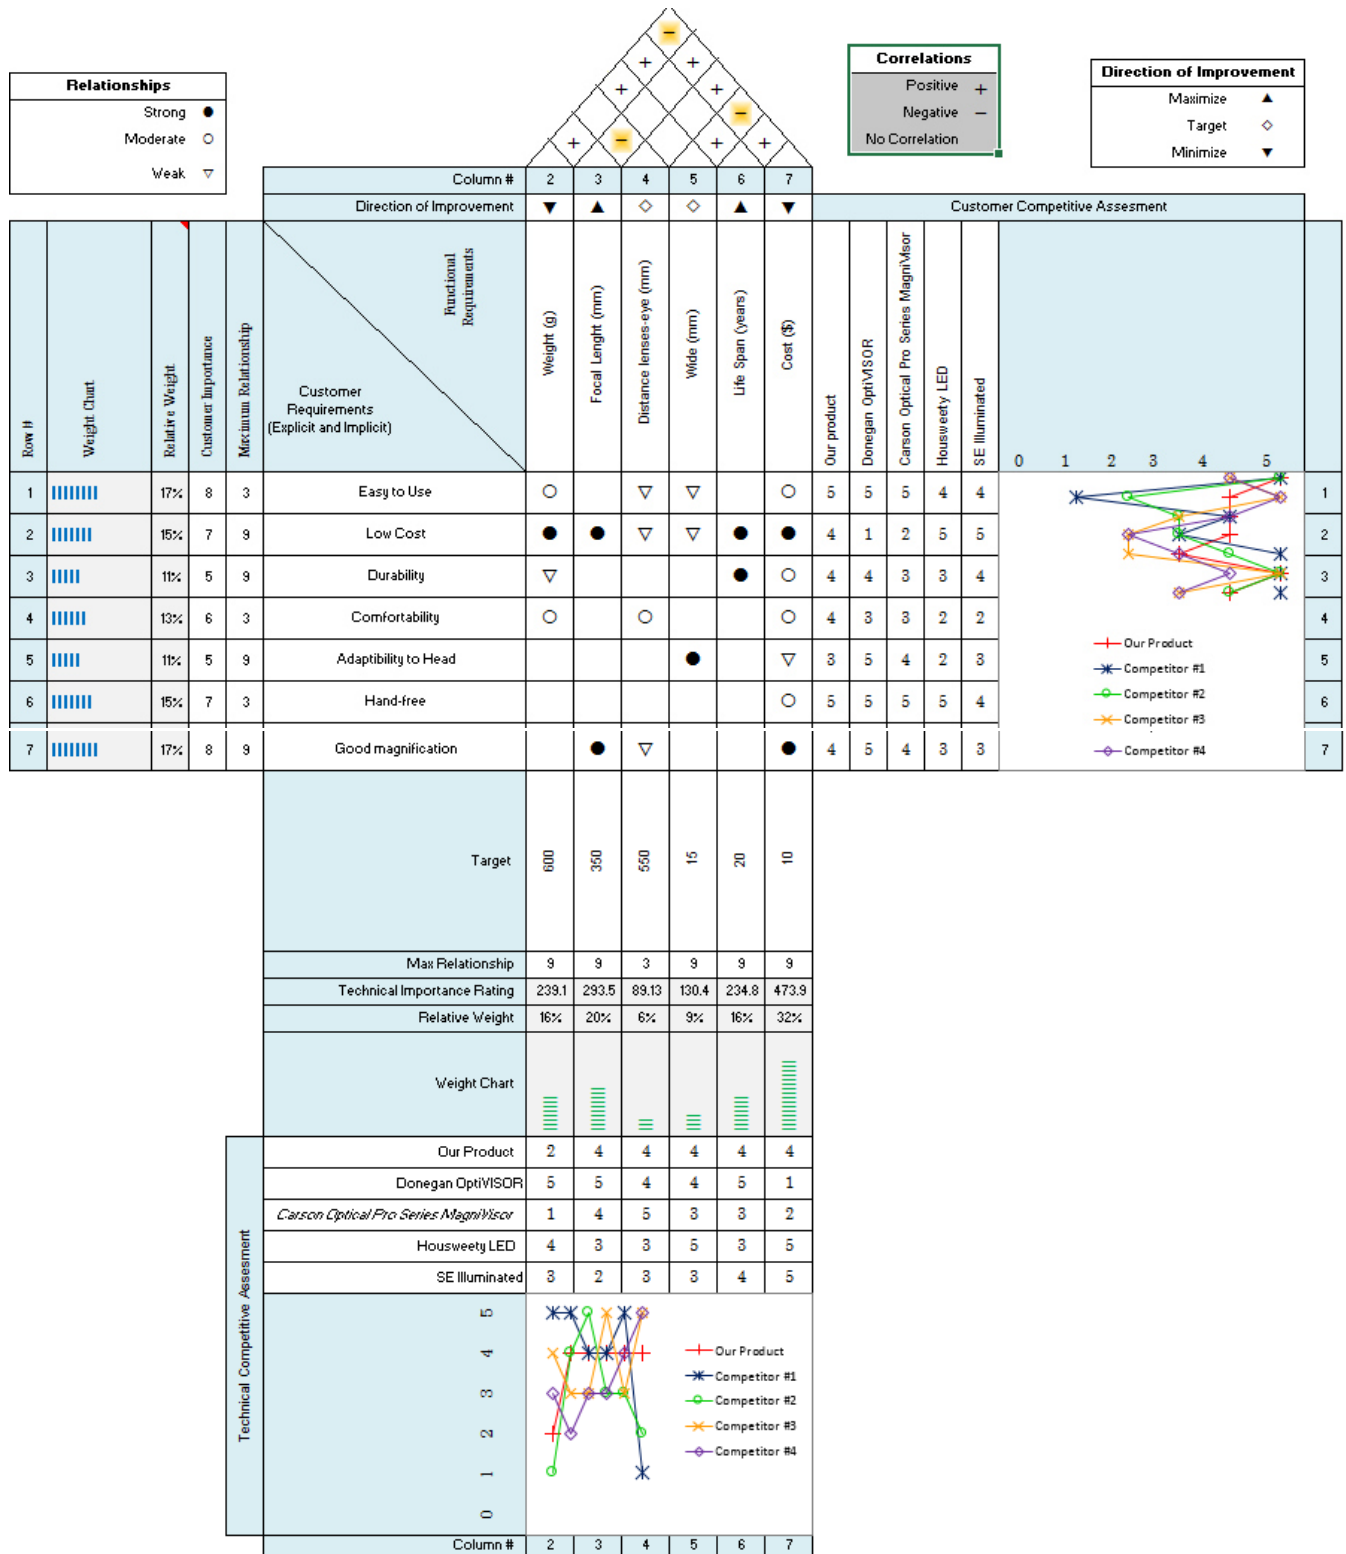 Relationships
Strong ●
Moderate ○
Weak ▽
Correlations
Positive +
Negative −
No Correlation
Direction of Improvement
Maximize ▲
Target ◇
Minimize ▼
−
+ +
+ +
−
+ − + +
Column # 2 3 4 5 6 7
Direction of Improvement ▼ ▲ ◇ ◇ ▲ ▼ Customer Competitive Assesment
Row #
Weight Chart
Relative Weight
Customer Importance
Maximum Relationship
Functional
Requirements
Customer
Requirements
(Explicit and Implicit)
Weight (g)
Focal Lenght (mm)
Distance lenses-eye (mm)
Wide (mm)
Life Span (years)
Cost ($)
Our product
Donegan OptiVISOR
Carson Optical Pro Series MagniVisor
Housweety LED
SE Illuminated
0 1 2 3 4 5
1 IIIIIIII 17% 8 3 Easy to Use ○ ▽ ▽ ○ 5 5 5 4 4 1
2 IIIIIII 15% 7 9 Low Cost ● ● ▽ ▽ ● ● 4 1 2 5 5 2
3 IIIII 11% 5 9 Durability ▽ ● ○ 4 4 3 3 4 3
4 IIIIII 13% 6 3 Comfortability ○ ○ ○ 4 3 3 2 2 4
5 IIIII 11% 5 9 Adaptibility to Head ● ▽ 3 5 4 2 3 5
6 IIIIIII 15% 7 3 Hand-free ○ 5 5 5 5 4 6
7 IIIIIIII 17% 8 9 Good magnification ● ▽ ● 4 5 4 3 3 7
Our Product
Competitor #1
Competitor #2
Competitor #3
Competitor #4
Target 600 350 550 15 20 10
Max Relationship 9 9 3 9 9 9
Technical Importance Rating 239.1 293.5 89.13 130.4 234.8 473.9
Relative Weight 16% 20% 6% 9% 16% 32%
Weight Chart
Technical Competitive Assesment
Our Product 2 4 4 4 4 4
Donegan OptiVISOR 5 5 4 4 5 1
Carson Optical Pro Series MagniVisor 1 4 5 3 3 2
Housweety LED 4 3 3 5 3 5
SE Illuminated 3 2 3 3 4 5
5
4
3
2
1
0
Our Product
Competitor #1
Competitor #2
Competitor #3
Competitor #4
Column # 2 3 4 5 6 7